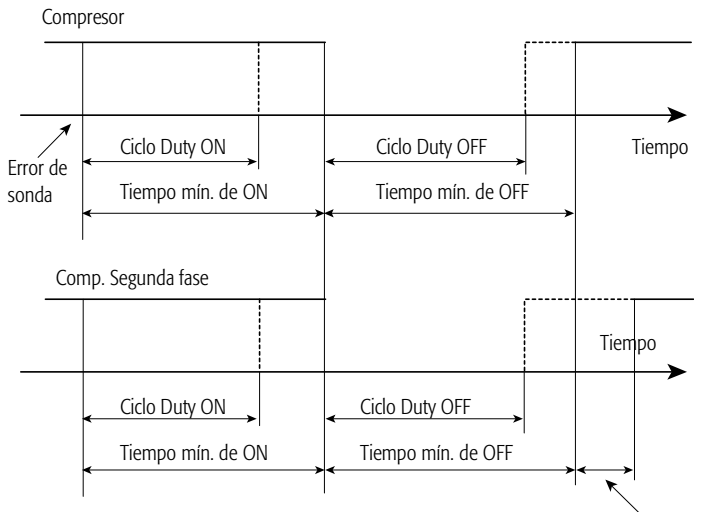 Compresor
Ciclo Duty ON
Ciclo Duty OFF
Tiempo
Error de
sonda
Tiempo mín. de ON
Tiempo mín. de OFF
Comp. Segunda fase
Tiempo
Ciclo Duty ON
Ciclo Duty OFF
Tiempo mín. de ON
Tiempo mín. de OFF